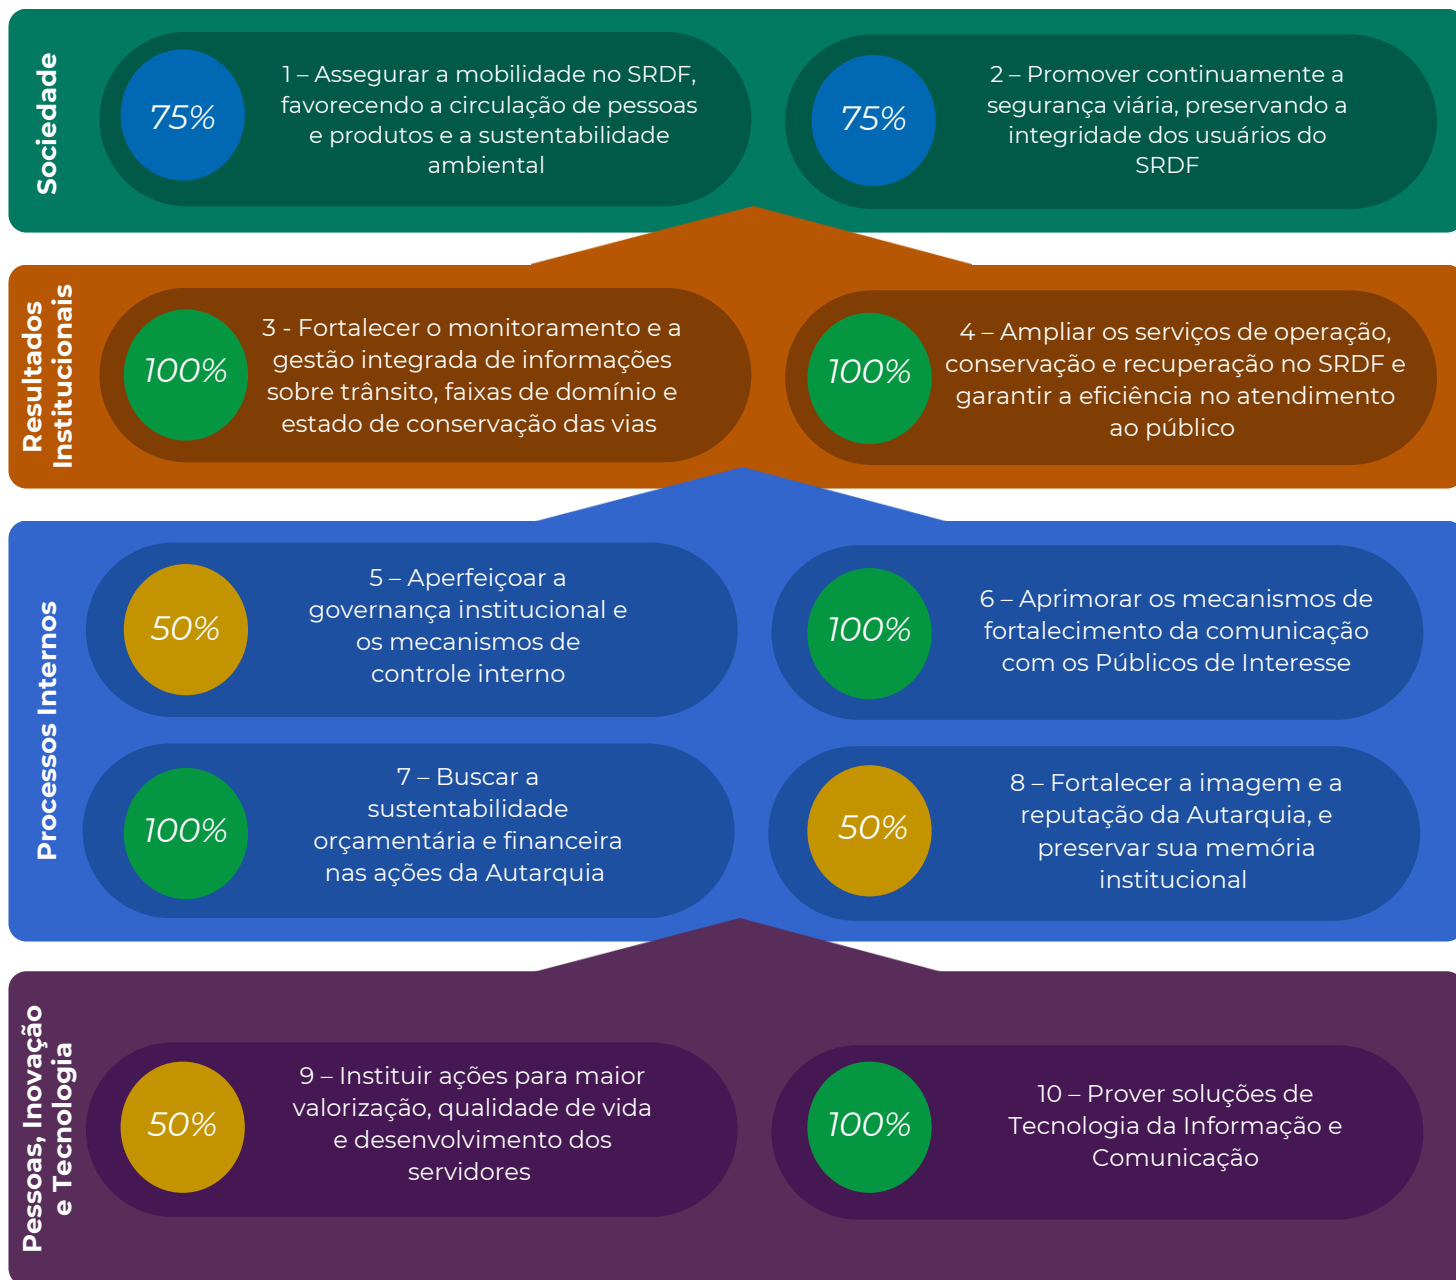 Sociedade
75%
1 – Assegurar a mobilidade no SRDF,
favorecendo a circulação de pessoas
e produtos e a sustentabilidade
ambiental
75%
2 – Promover continuamente a
segurança viária, preservando a
integridade dos usuários do
SRDF
Resultados
Institucionais
100%
3 - Fortalecer o monitoramento e a
gestão integrada de informações
sobre trânsito, faixas de domínio e
estado de conservação das vias
100%
4 – Ampliar os serviços de operação,
conservação e recuperação no SRDF e
garantir a eficiência no atendimento
ao público
Processos Internos
50%
5 – Aperfeiçoar a
governança institucional e
os mecanismos de
controle interno
100%
6 – Aprimorar os mecanismos de
fortalecimento da comunicação
com os Públicos de Interesse
100%
7 – Buscar a
sustentabilidade
orçamentária e financeira
nas ações da Autarquia
50%
8 – Fortalecer a imagem e a
reputação da Autarquia, e
preservar sua memória
institucional
Pessoas, Inovação
e Tecnologia
50%
9 – Instituir ações para maior
valorização, qualidade de vida
e desenvolvimento dos
servidores
100%
10 – Prover soluções de
Tecnologia da Informação e
Comunicação